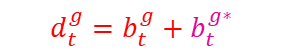 $d_t^g = b_t^g + b_t^{g*}$